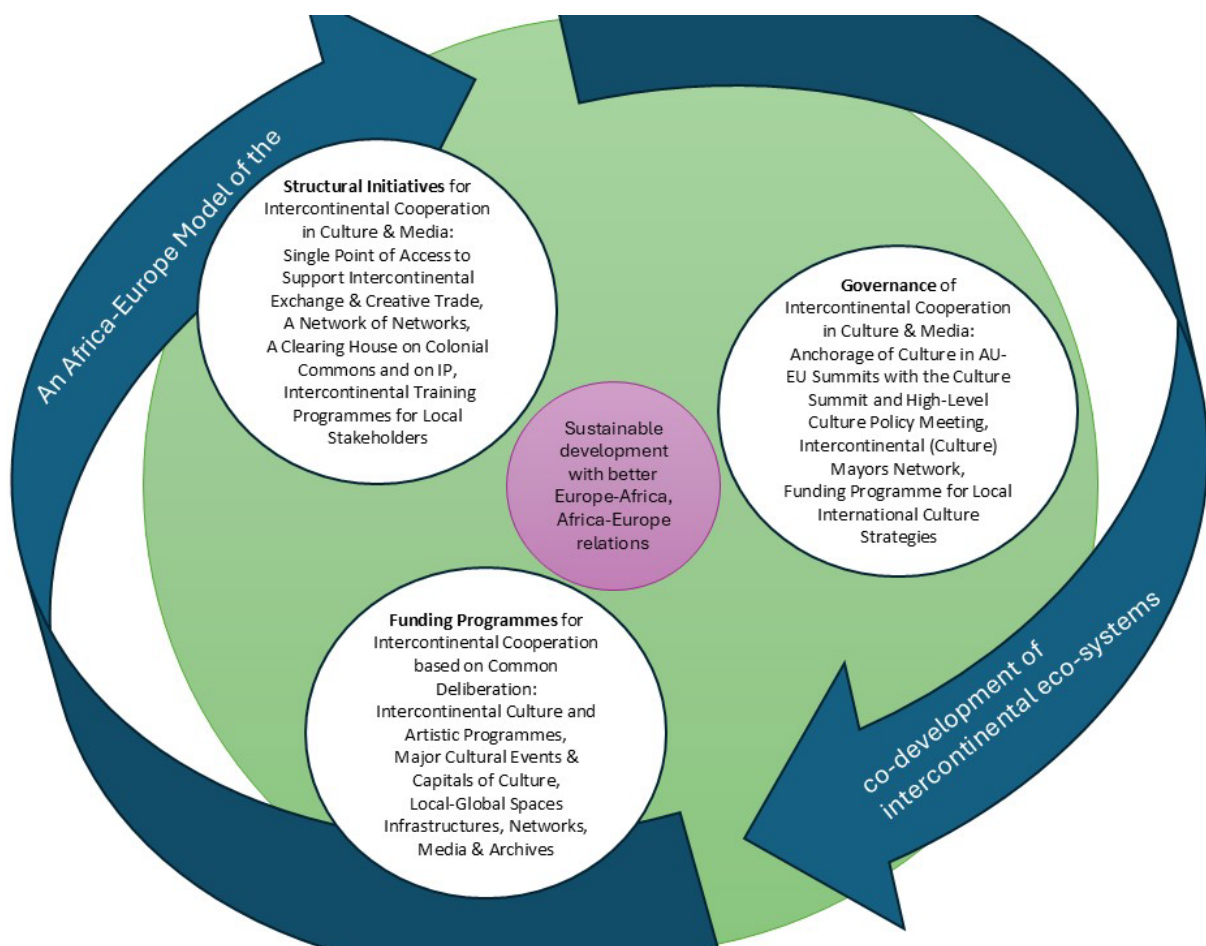 An Africa-Europe Model of the
Structural Initiatives for
Intercontinental Cooperation
in Culture & Media:
Single Point of Access to
Support Intercontinental
Exchange & Creative Trade,
A Network of Networks,
A Clearing House on Colonial
Commons and on IP,
Intercontinental Training
Programmes for Local
Stakeholders
Governance of
Intercontinental Cooperation
in Culture & Media:
Anchorage of Culture in AU-
EU Summits with the Culture
Summit and High-Level
Culture Policy Meeting,
Intercontinental (Culture)
Mayors Network,
Funding Programme for Local
International Culture
Strategies
Sustainable
development
with better
Europe-Africa,
Africa-Europe
relations
Funding Programmes for
Intercontinental Cooperation
based on Common
Deliberation:
Intercontinental Culture and
Artistic Programmes,
Major Cultural Events &
Capitals of Culture,
Local-Global Spaces
Infrastructures, Networks,
Media & Archives
co-development of
intercontinental eco-systems